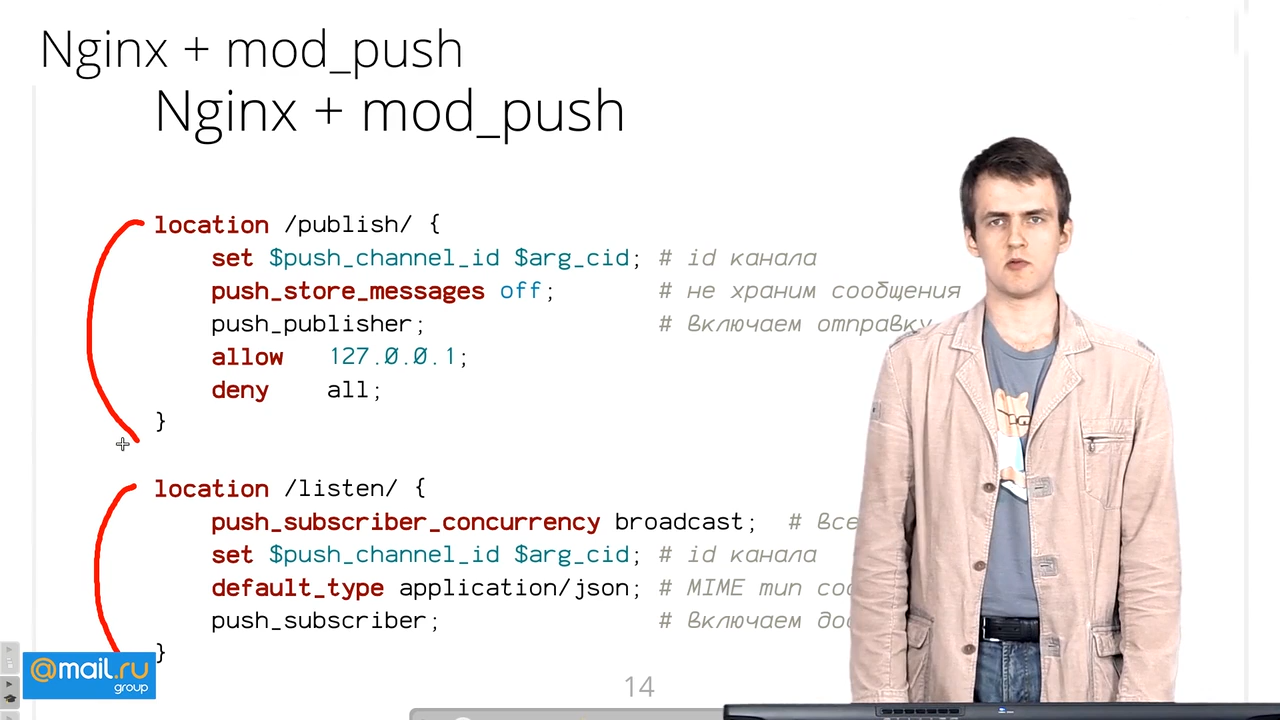 Nginx + mod_push
Nginx + mod_push
location /publish/ {
set $push_channel_id $arg_cid; # id канала
push_store_messages off; # не храним сообщения
push_publisher; # включаем отправку
allow 127.0.0.1;
deny all;
}
location /listen/ {
push_subscriber_concurrency broadcast; # все
set $push_channel_id $arg_cid; # id канала
default_type application/json; # MIME тип
push_subscriber; # включаем
}
@mail.ru
group
14